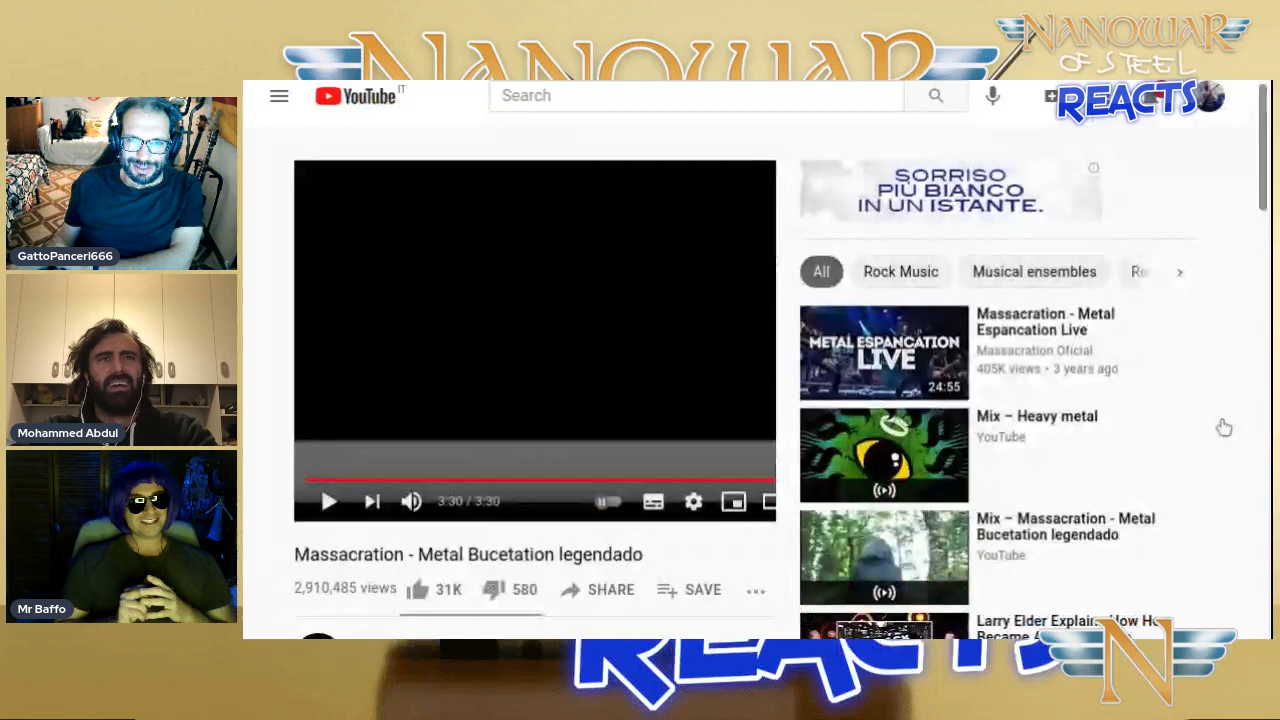 NANOWAR
NANOWAR
OF STEEL
REACTS
YouTube IT
Search
SORRISO
PIÙ BIANCO
IN UN ISTANTE.
GattoPanceri666
All
Rock Music
Musical ensembles
Re
METAL ESPANCATION
LIVE
24:55
Massacration - Metal
Espancation Live
Massacration Oficial
405K views • 3 years ago
Mohammed Abdul
Mix – Heavy metal
YouTube
3:30 / 3:30
Mix – Massacration - Metal
Bucetation legendado
YouTube
Massacration - Metal Bucetation legendado
2,910,485 views
31K
580
SHARE
SAVE
Mr Baffo
Larry Elder Explains How He
Became
REACTS
N